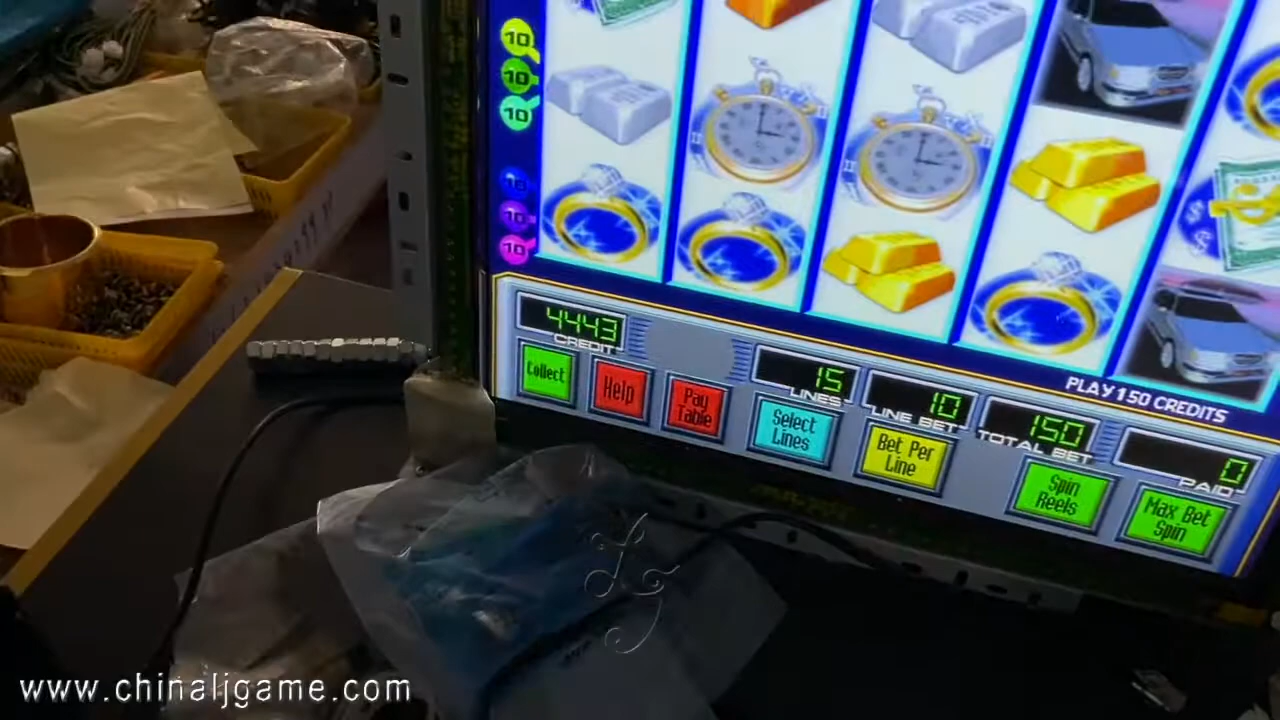 10
10
10
10
10
10
4443
CREDIT
15
LINES
10
LINE BET
150
TOTAL BET
0
PAID
PLAY 150 CREDITS
Collect
Help
Pay
Table
Select
Lines
Bet Per
Line
Spin
Reels
Max Bet
Spin
www.chinaljgame.com